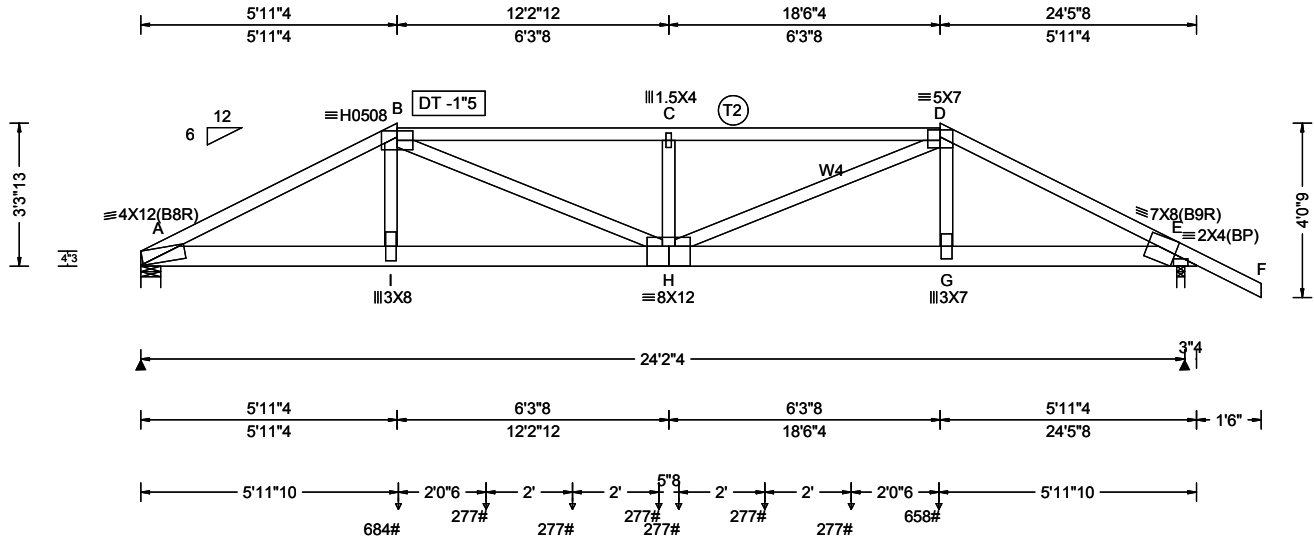 5'11"4 12'2"12 18'6"4 24'5"8
5'11"4 6'3"8 6'3"8 5'11"4
12
6
≡H0508
B
DT -1"5
|||1.5X4
C
T2
≡5X7
D
3'3"13
4'0"9
W4
≡4X12(B8R)
A
≡7X8(B9R)
E
≡2X4(BP)
F
4"3
I
|||3X8
H
≡8X12
G
|||3X7
24'2"4
3"4
5'11"4 6'3"8 6'3"8 5'11"4
1'6"
5'11"4 12'2"12 18'6"4 24'5"8
5"8
5'11"10 2'0"6 2' 2' 2' 2' 2'0"6 5'11"10
684# 277# 277# 277# 277# 277# 277# 658#